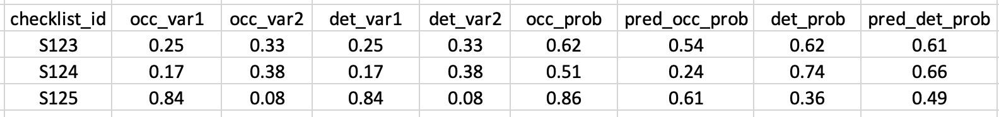 checklist_id occ_var1 occ_var2 det_var1 det_var2 occ_prob pred_occ_prob det_prob pred_det_prob
S123 0.25 0.33 0.25 0.33 0.62 0.54 0.62 0.61
S124 0.17 0.38 0.17 0.38 0.51 0.24 0.74 0.66
S125 0.84 0.08 0.84 0.08 0.86 0.61 0.36 0.49